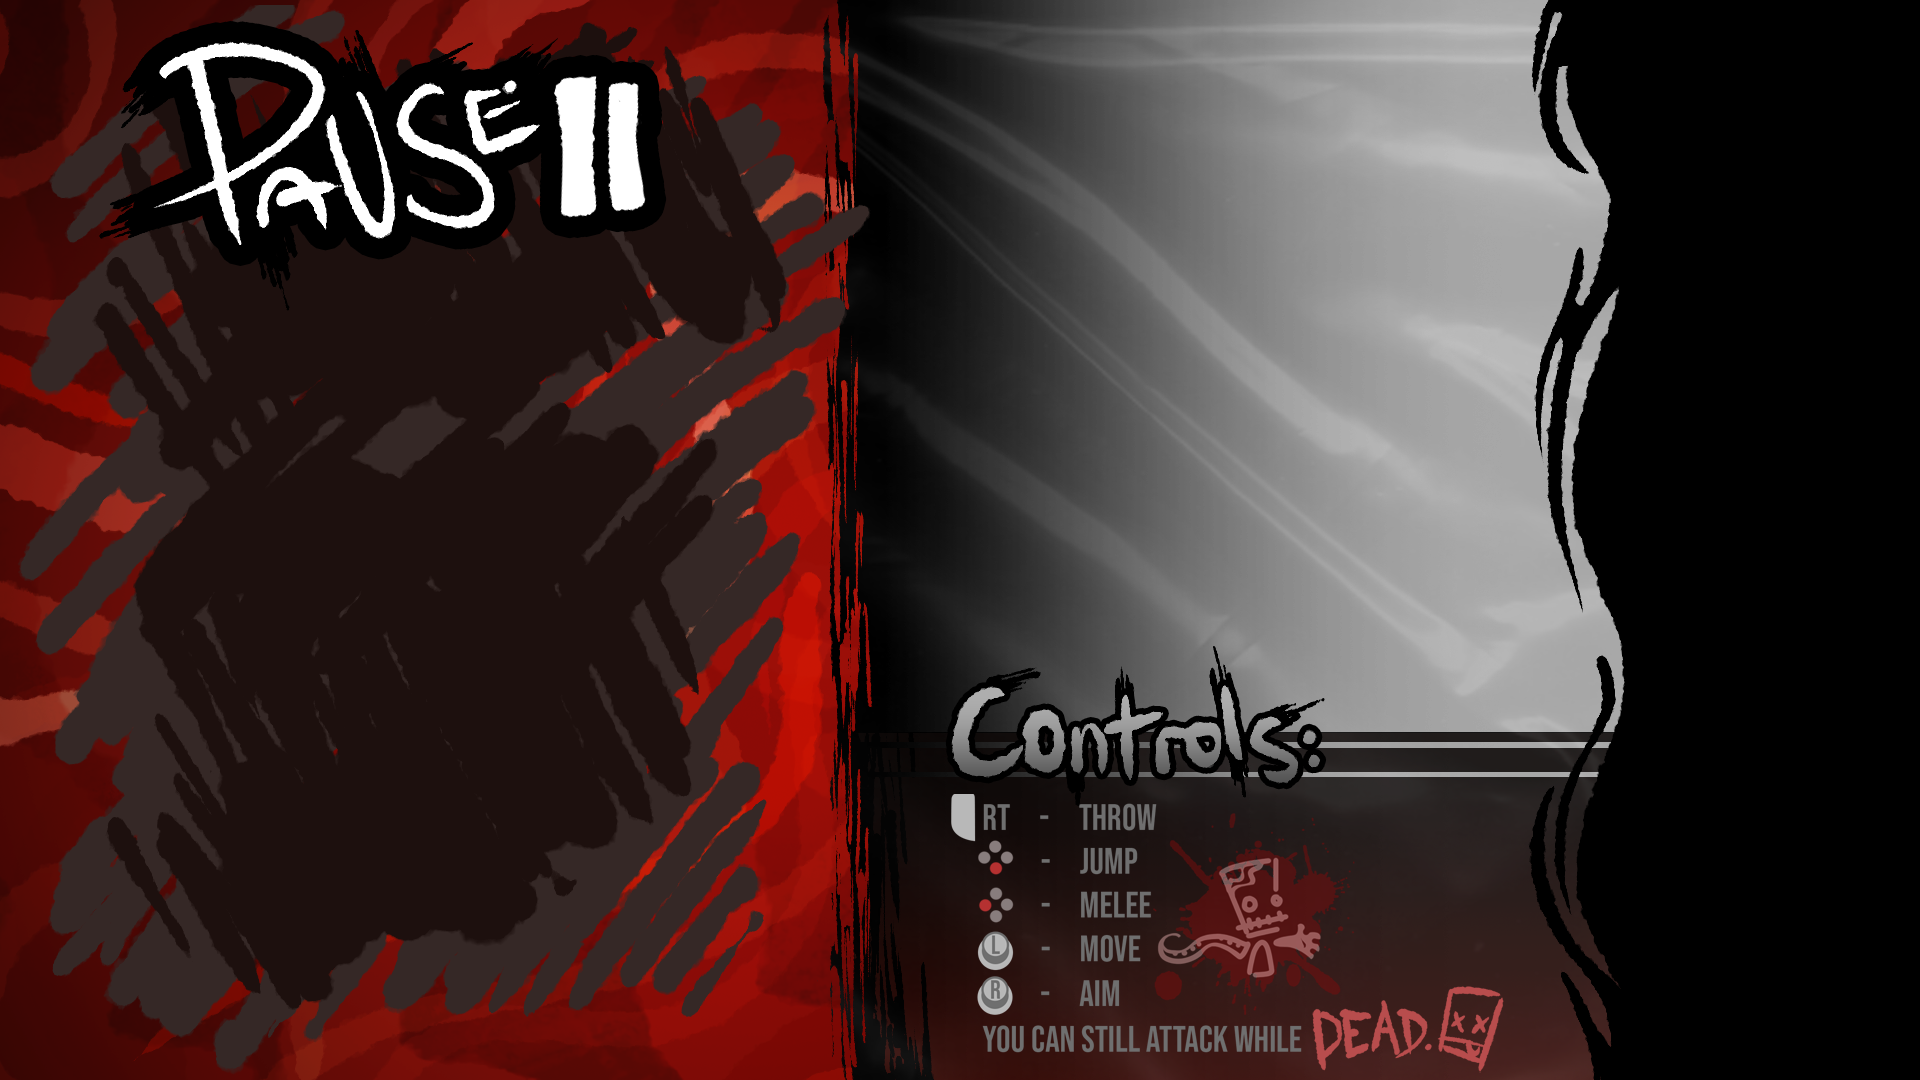 PAUSE
Controls:
RT - THROW
- JUMP
- MELEE
L - MOVE
R - AIM
YOU CAN STILL ATTACK WHILE DEAD.